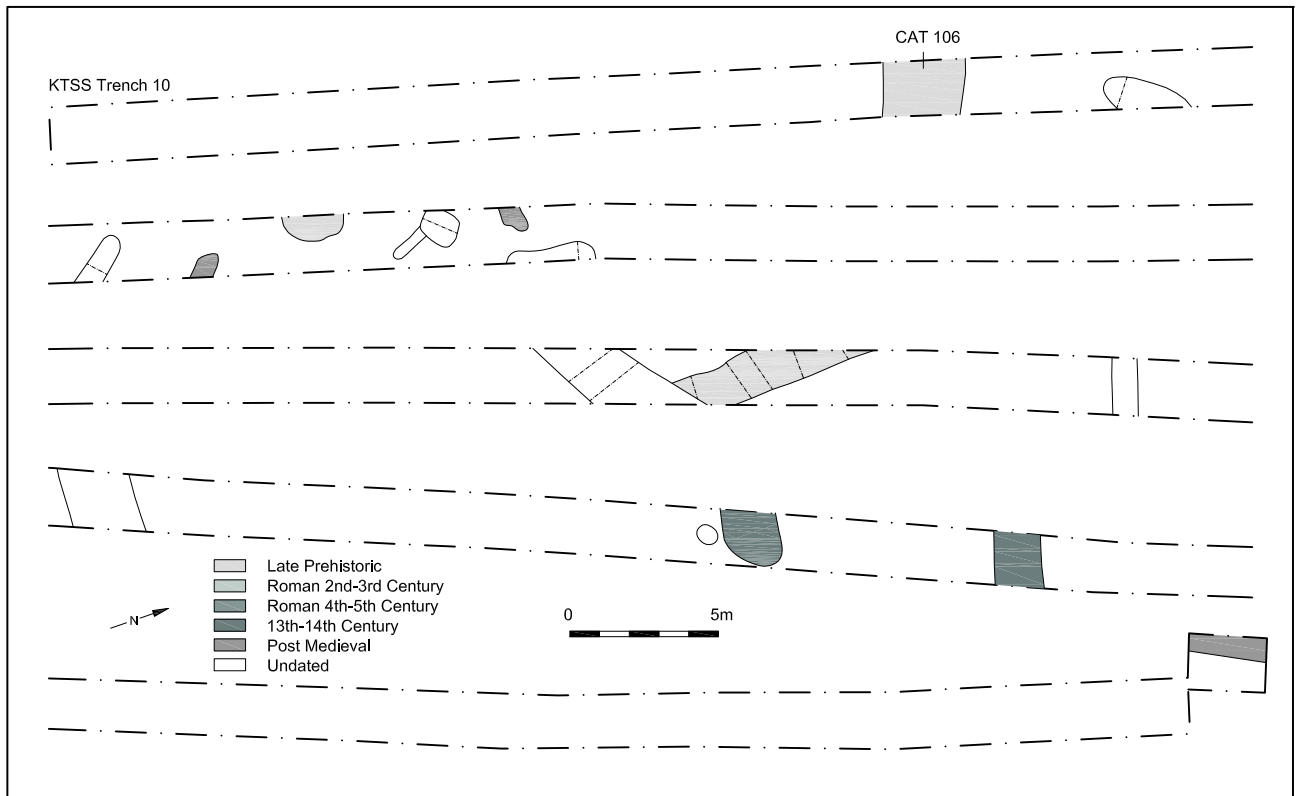 CAT 106
KTSS Trench 10
Late Prehistoric
Roman 2nd-3rd Century
Roman 4th-5th Century
13th-14th Century
Post Medieval
Undated
N
0 5m